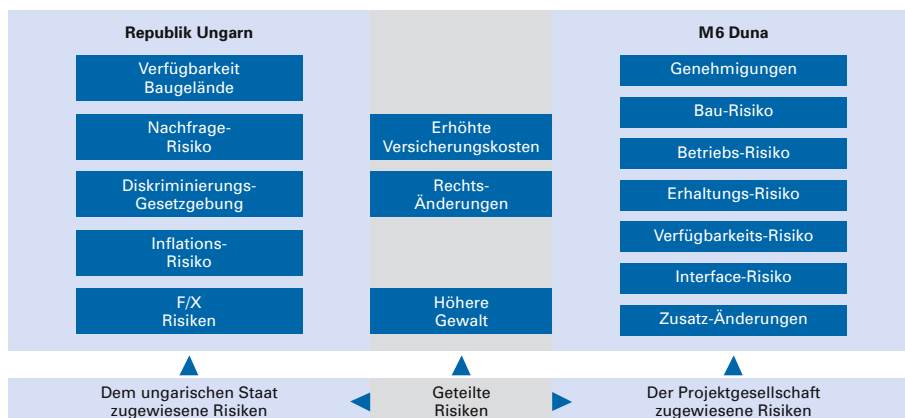 Republik Ungarn
Verfügbarkeit
Baugelände
Nachfrage-
Risiko
Diskriminierungs-
Gesetzgebung
Inflations-
Risiko
F/X
Risiken
Erhöhte
Versicherungskosten
Rechts-
Änderungen
Höhere
Gewalt
M6 Duna
Genehmigungen
Bau-Risiko
Betriebs-Risiko
Erhaltungs-Risiko
Verfügbarkeits-Risiko
Interface-Risiko
Zusatz-Änderungen
Dem ungarischen Staat
zugewiesene Risiken
Geteilte
Risiken
Der Projektgesellschaft
zugewiesene Risiken